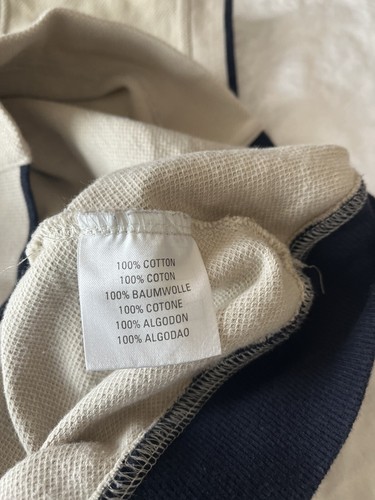 100% COTTON
100% COTON
100% BAUMWOLLE
100% COTONE
100% ALGODON
100% ALGODAO